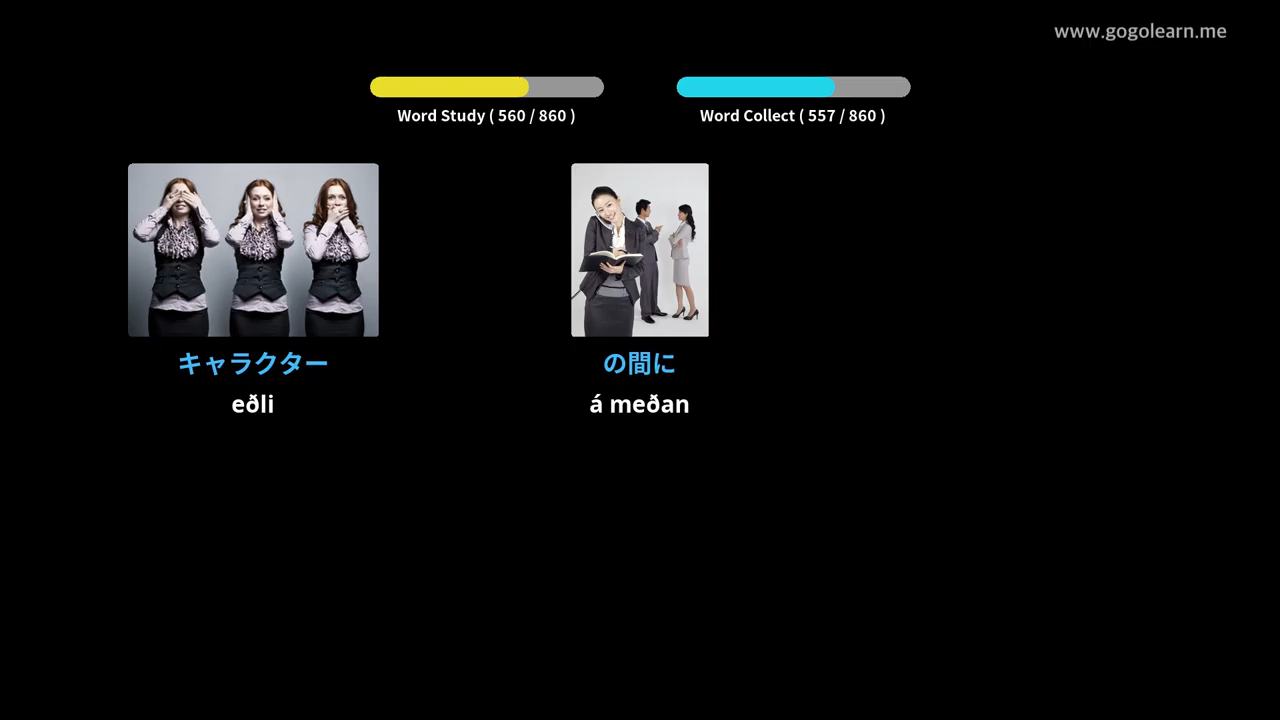 www.gogolearn.me
Word Study ( 560 / 860 )
Word Collect ( 557 / 860 )
キャラクター
eðli
の間に
á meðan